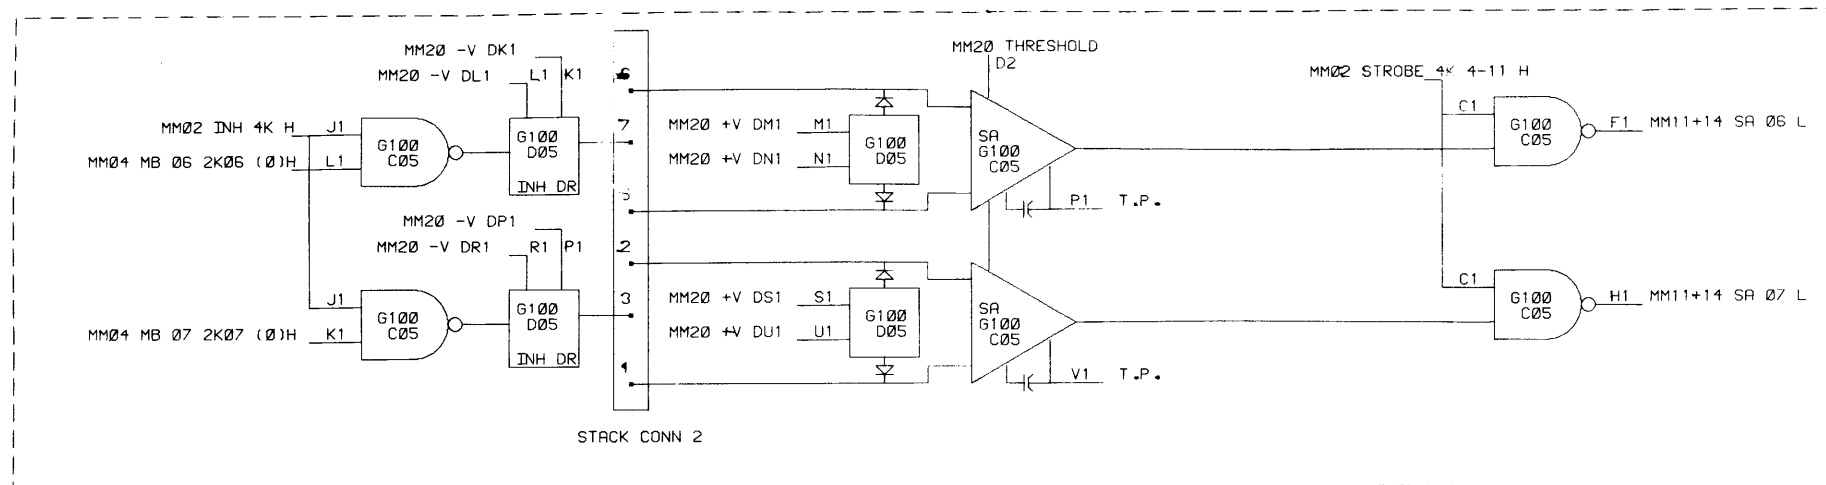 MM20 -V DK1
MM20 -V DL1
L1
K1
MM02 INH 4K H
J1
MM04 MB 06 2K06 (0)H
L1
G100
C05
G100
D05
INH DR
6
7
5
MM20 +V DM1
M1
MM20 +V DN1
N1
G100
D05
MM20 THRESHOLD
D2
SA
G100
C05
P1
T.P.
MM02 STROBE 4K 4-11 H
C1
G100
C05
F1
MM11+14 SA 06 L
MM20 -V DP1
MM20 -V DR1
R1
P1
J1
MM04 MB 07 2K07 (0)H
K1
G100
C05
G100
D05
INH DR
2
3
MM20 +V DS1
S1
MM20 +V DU1
U1
G100
D05
SA
G100
C05
V1
T.P.
C1
G100
C05
H1
MM11+14 SA 07 L
STACK CONN 2